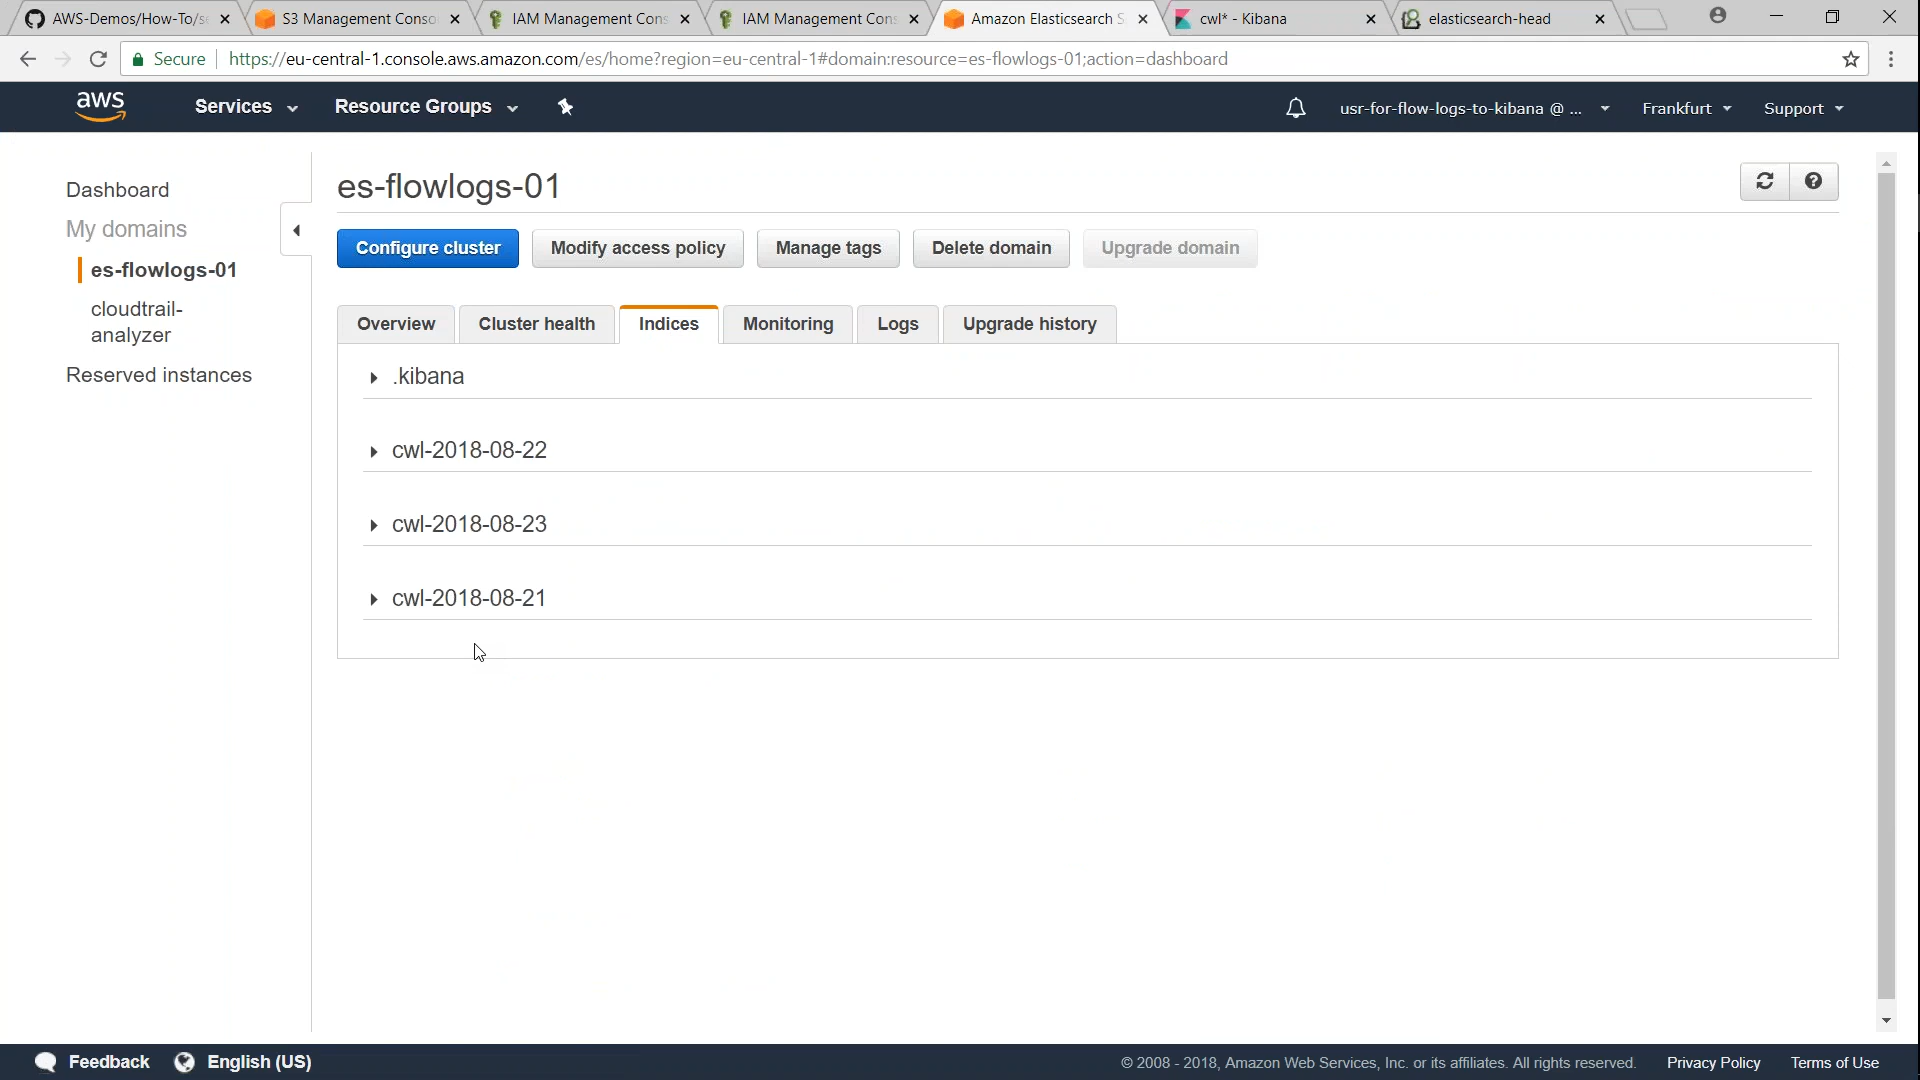 AWS-Demos/How-To/se
S3 Management Conso
IAM Management Cons
IAM Management Cons
Amazon Elasticsearch S
cwl* - Kibana
elasticsearch-head
Secure https://eu-central-1.console.aws.amazon.com/es/home?region=eu-central-1#domain:resource=es-flowlogs-01;action=dashboard
aws
Services
Resource Groups
usr-for-flow-logs-to-kibana @ ...
Frankfurt
Support
Dashboard
My domains
es-flowlogs-01
cloudtrail-
analyzer
Reserved instances
es-flowlogs-01
Configure cluster
Modify access policy
Manage tags
Delete domain
Upgrade domain
Overview
Cluster health
Indices
Monitoring
Logs
Upgrade history
.kibana
cwl-2018-08-22
cwl-2018-08-23
cwl-2018-08-21
Feedback
English (US)
© 2008 - 2018, Amazon Web Services, Inc. or its affiliates. All rights reserved.
Privacy Policy
Terms of Use